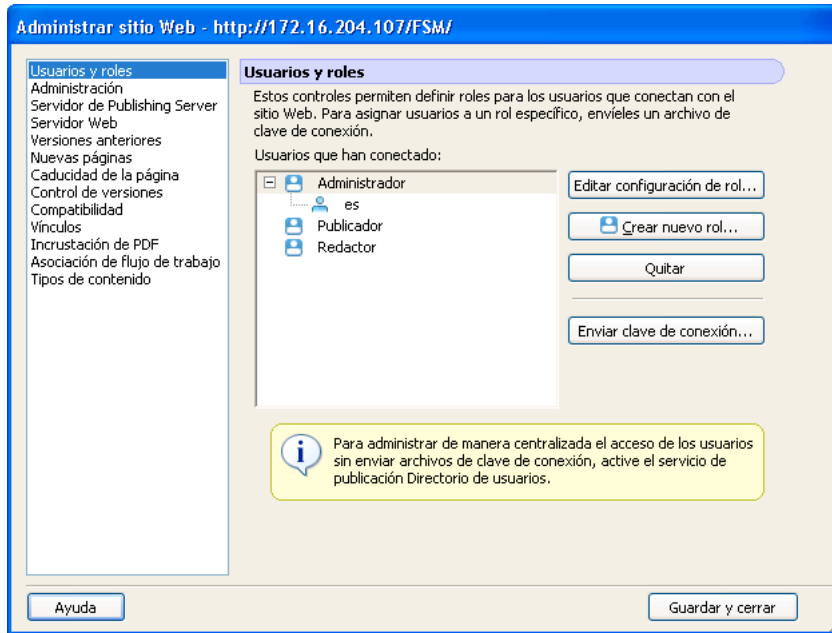 Administrar sitio Web - http://172.16.204.107/FSM/
Usuarios y roles
Administración
Servidor de Publishing Server
Servidor Web
Versiones anteriores
Nuevas páginas
Caducidad de la página
Control de versiones
Compatibilidad
Vínculos
Incrustación de PDF
Asociación de flujo de trabajo
Tipos de contenido
Usuarios y roles
Estos controles permiten definir roles para los usuarios que conectan con el
sitio Web. Para asignar usuarios a un rol específico, envíeles un archivo de
clave de conexión.
Usuarios que han conectado:
Administrador
es
Publicador
Redactor
Editar configuración de rol...
Crear nuevo rol...
Quitar
Enviar clave de conexión...
Para administrar de manera centralizada el acceso de los usuarios
sin enviar archivos de clave de conexión, active el servicio de
publicación Directorio de usuarios.
Ayuda
Guardar y cerrar